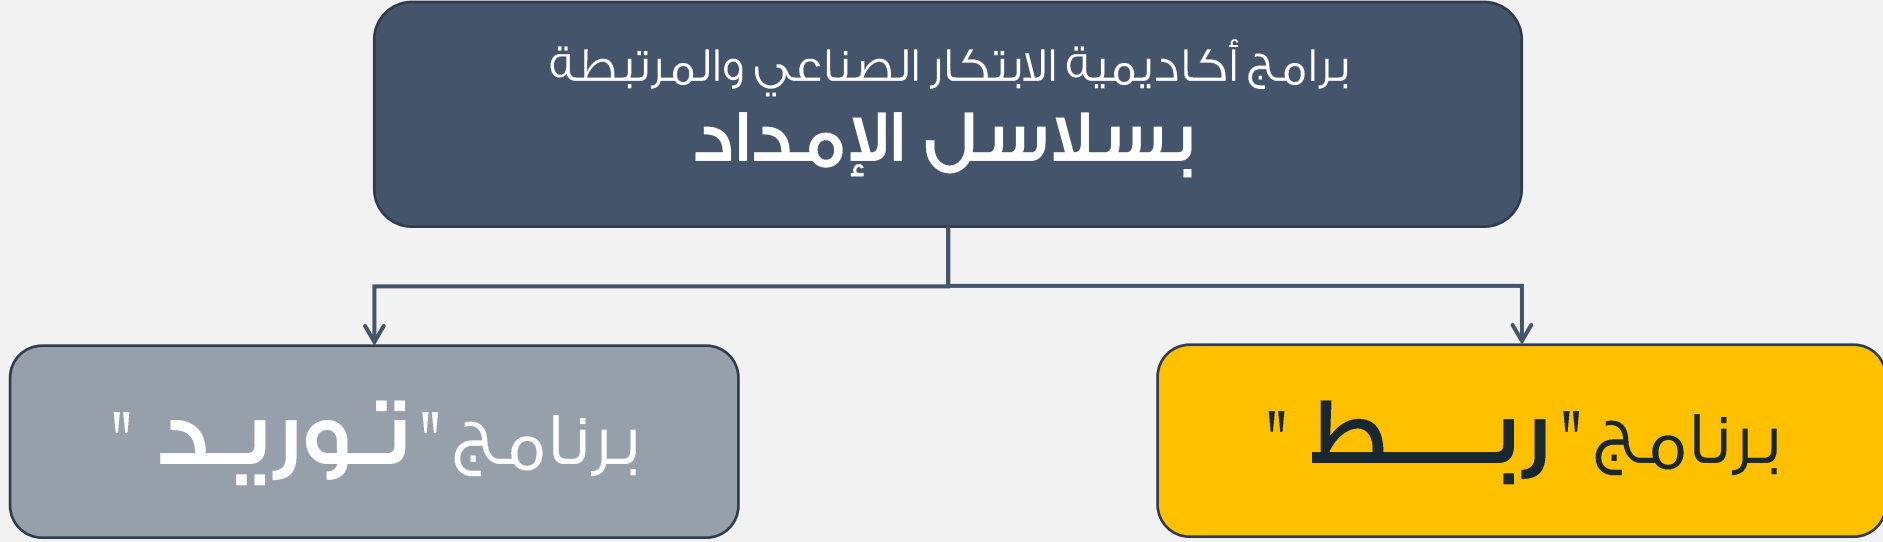 برامج أكاديمية الابتكار الصناعي والمرتبطة
بسلاسل الإمداد
برنامج "ربــــط "
برنامج "تـوريـد "